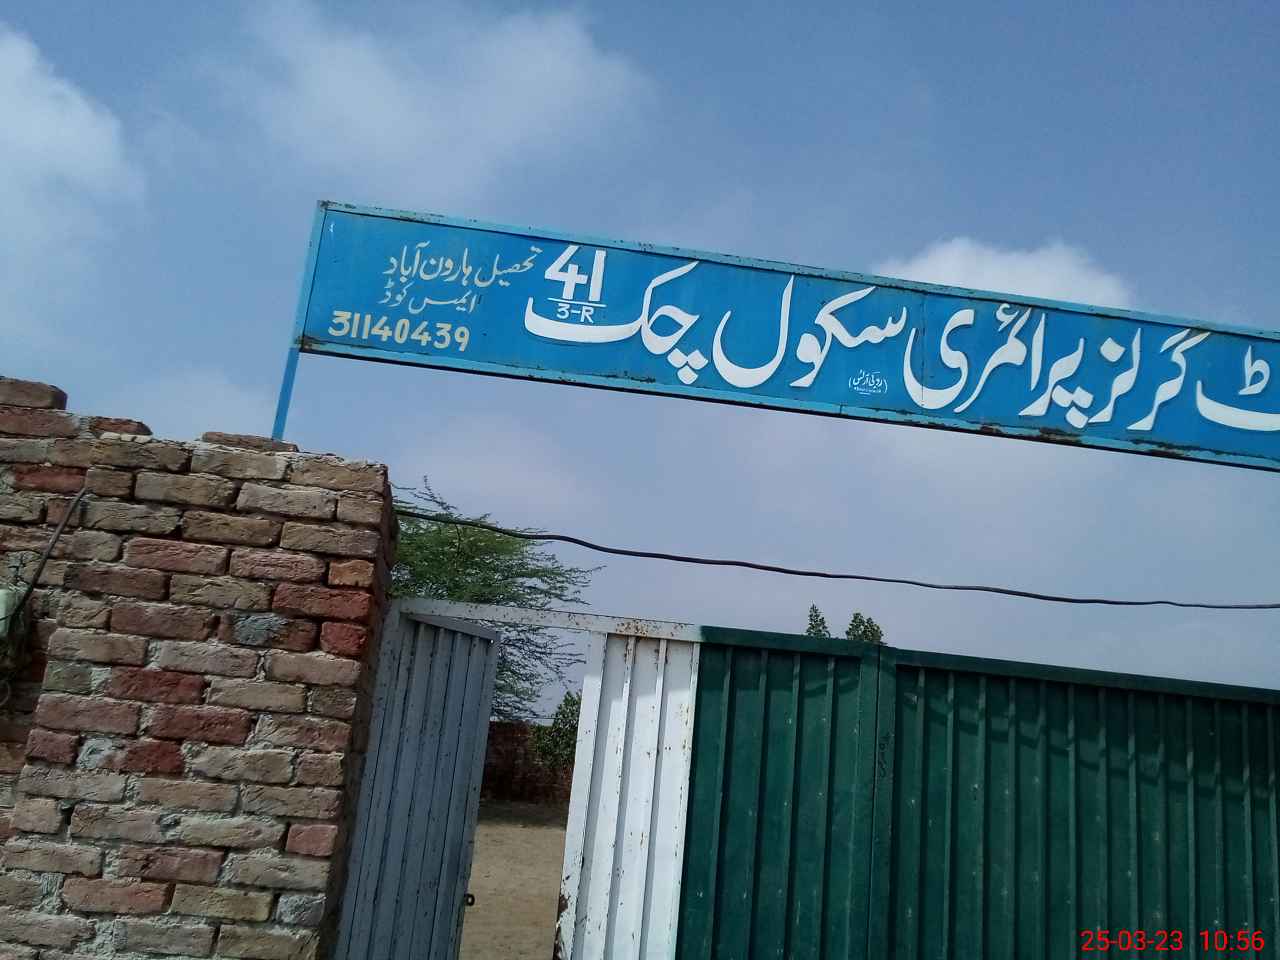 ٹ گرلز پرائمری سکول چک 41
3-R
تحصیل ہارون آباد
ایمس کوڈ
31140439
25-03-23 10:56